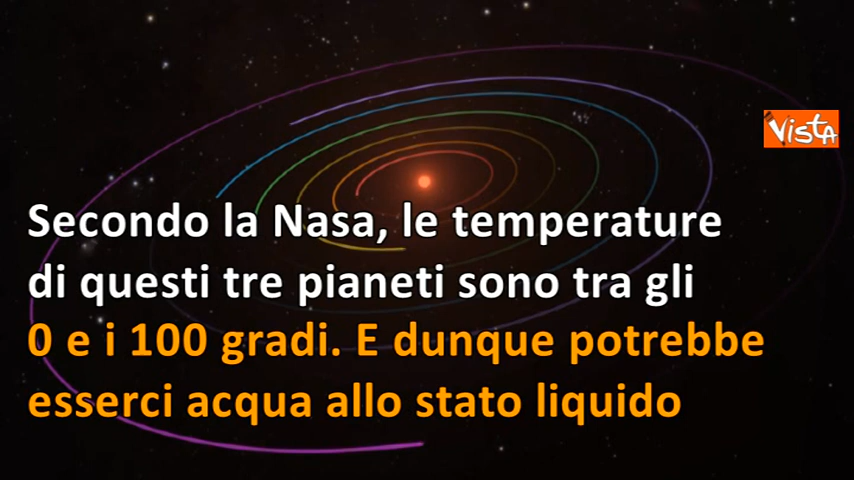 VISTA
Secondo la Nasa, le temperature
di questi tre pianeti sono tra gli
0 e i 100 gradi. E dunque potrebbe
esserci acqua allo stato liquido